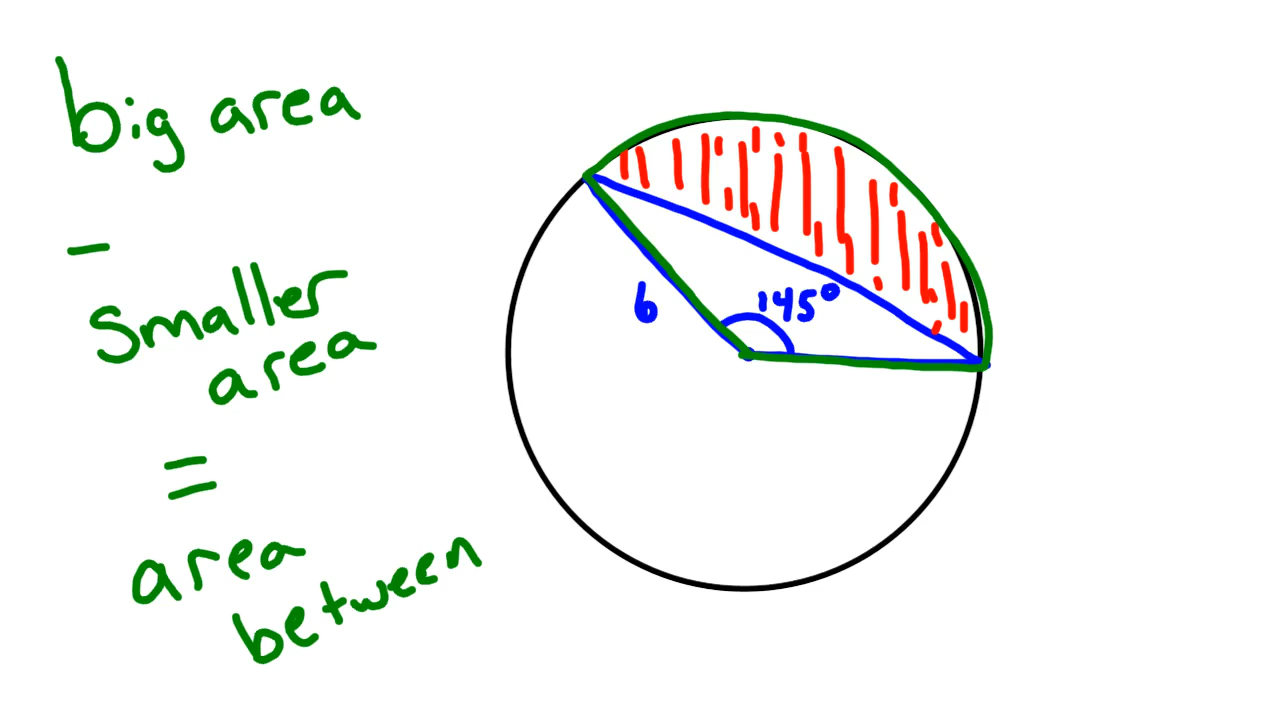 big area
-
smaller
area
=
area
between
6
145°